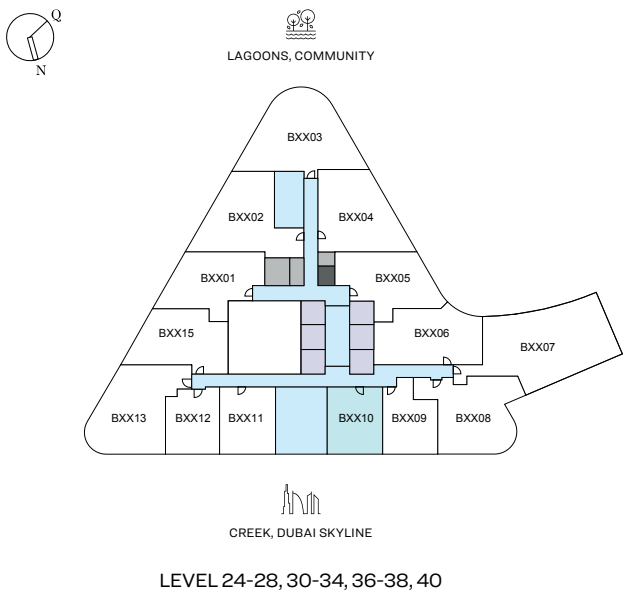 Q
N
LAGOONS, COMMUNITY
BXX03
BXX02
BXX04
BXX01
BXX05
BXX15
BXX06
BXX07
BXX13
BXX12
BXX11
BXX10
BXX09
BXX08
CREEK, DUBAI SKYLINE
LEVEL 24-28, 30-34, 36-38, 40